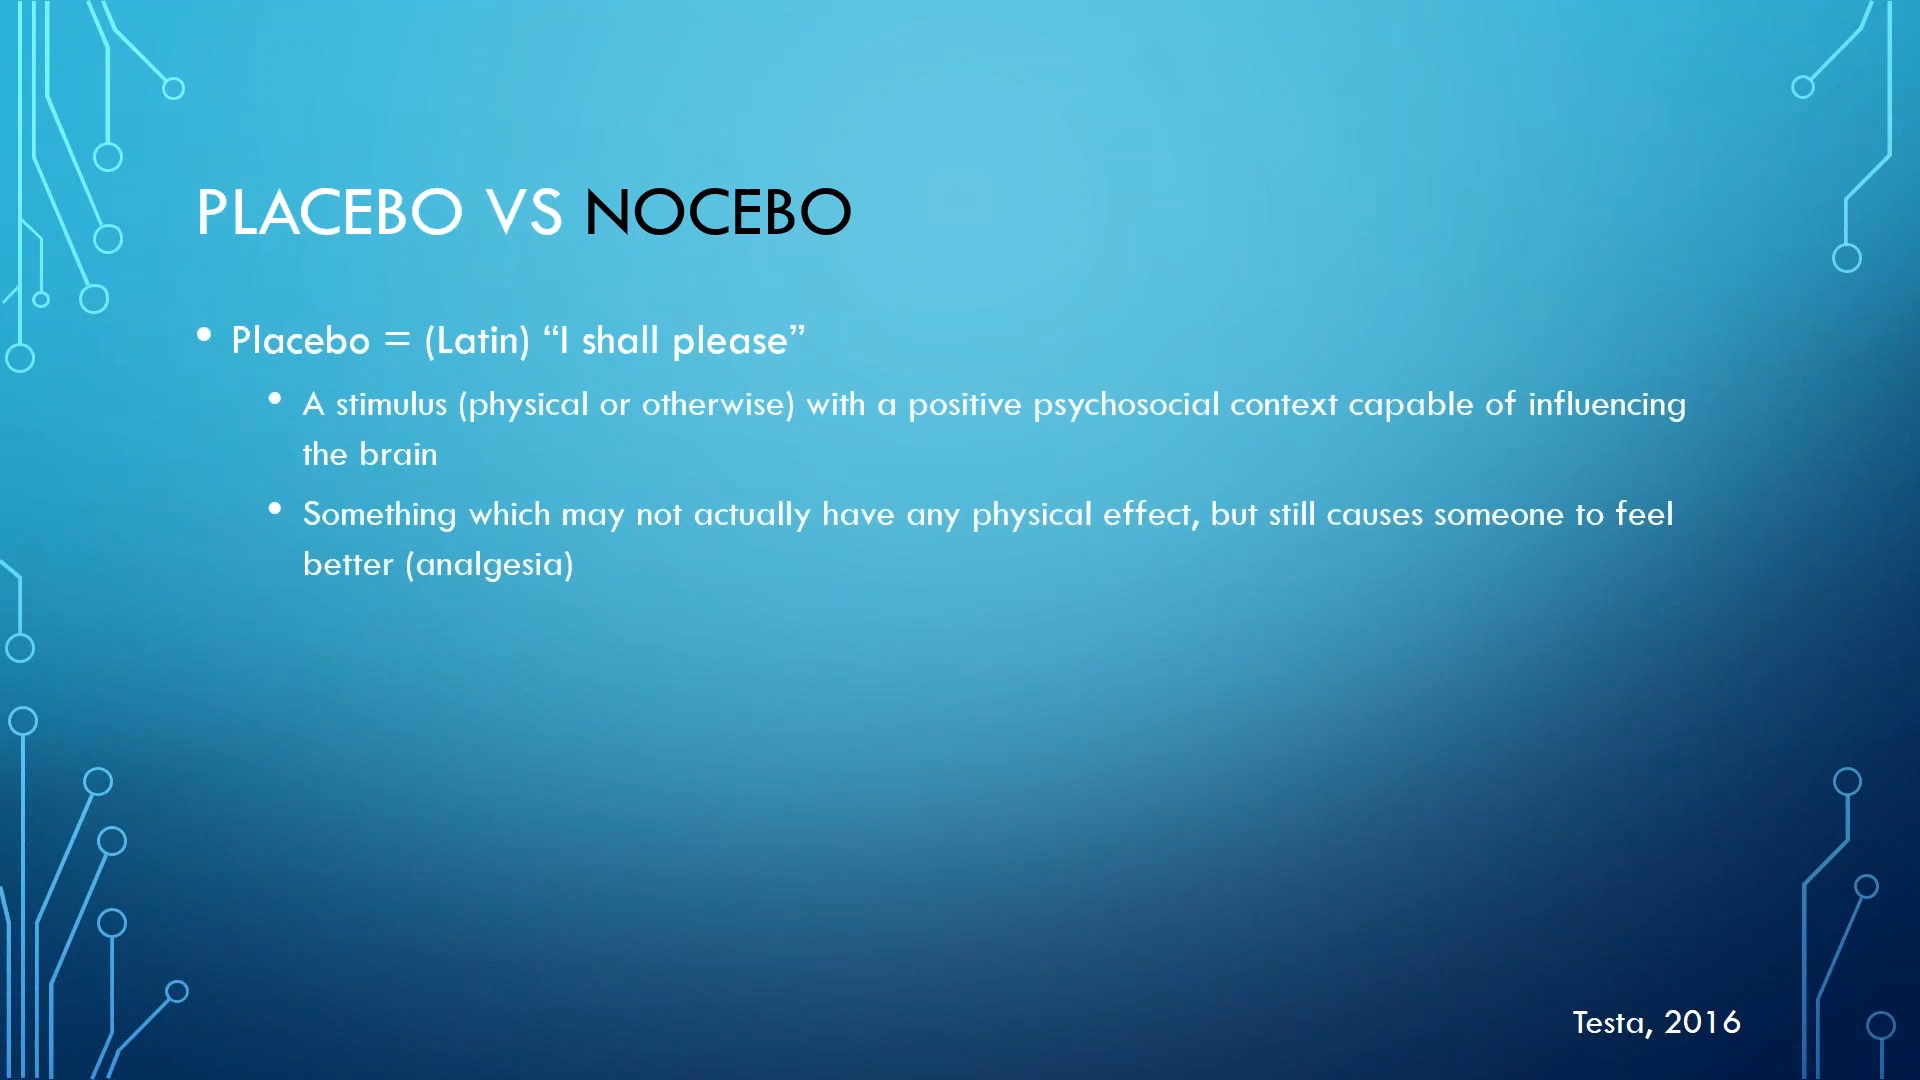 PLACEBO VS NOCEBO
• Placebo = (Latin) “I shall please”
• A stimulus (physical or otherwise) with a positive psychosocial context capable of influencing
the brain
• Something which may not actually have any physical effect, but still causes someone to feel
better (analgesia)
Testa, 2016